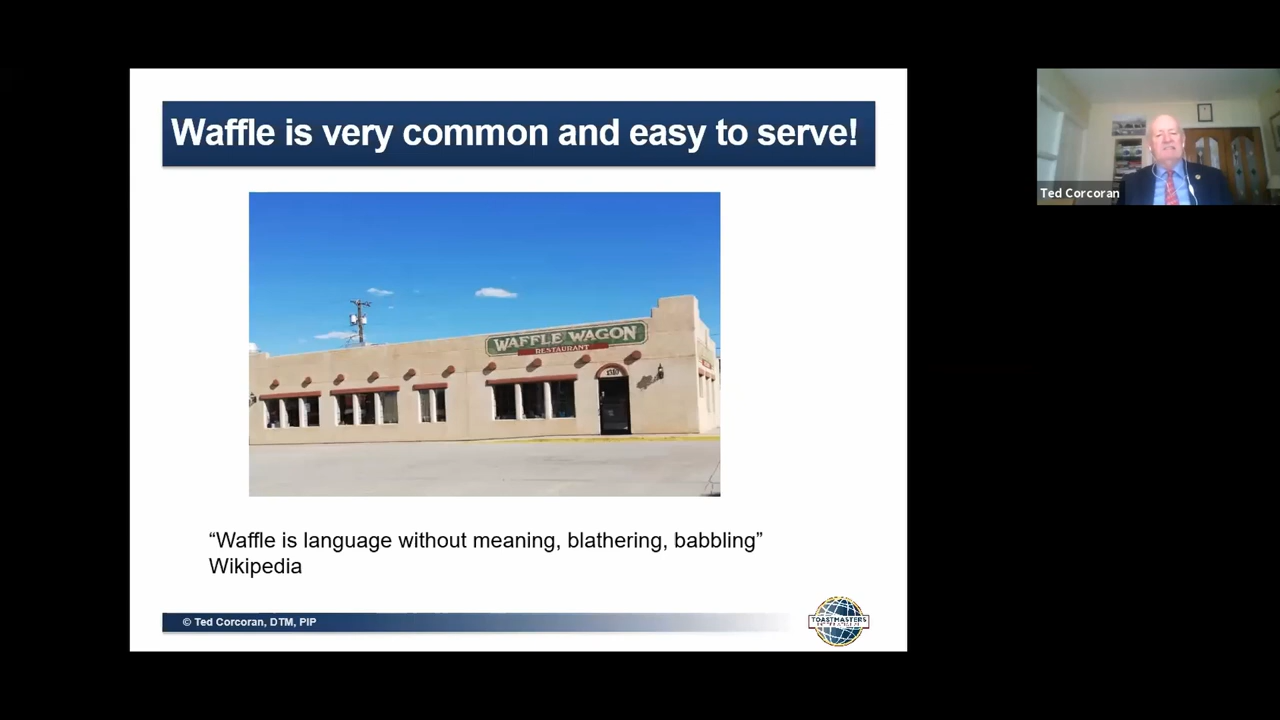 Waffle is very common and easy to serve!
WAFFLE WAGON
RESTAURANT
“Waffle is language without meaning, blathering, babbling”
Wikipedia
© Ted Corcoran, DTM, PIP
TOASTMASTERS
INTERNATIONAL
Ted Corcoran